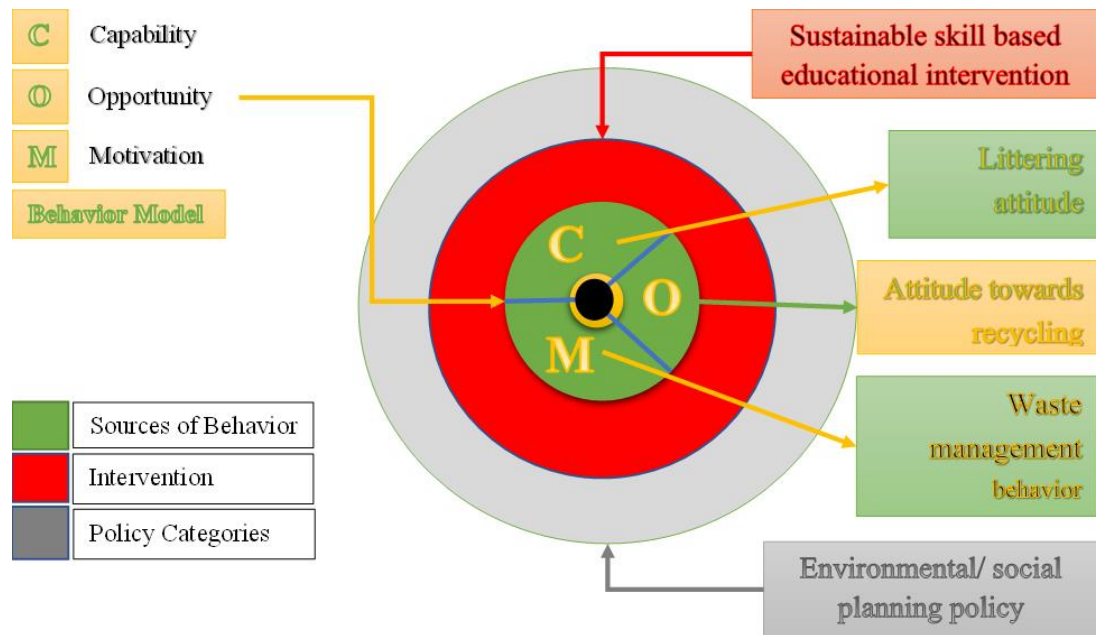 C Capability
O Opportunity
M Motivation
Behavior Model
Sustainable skill based
educational intervention
Littering
attitude
C
O
M
Attitude towards
recycling
Waste
management
behavior
Sources of Behavior
Intervention
Policy Categories
Environmental/ social
planning policy